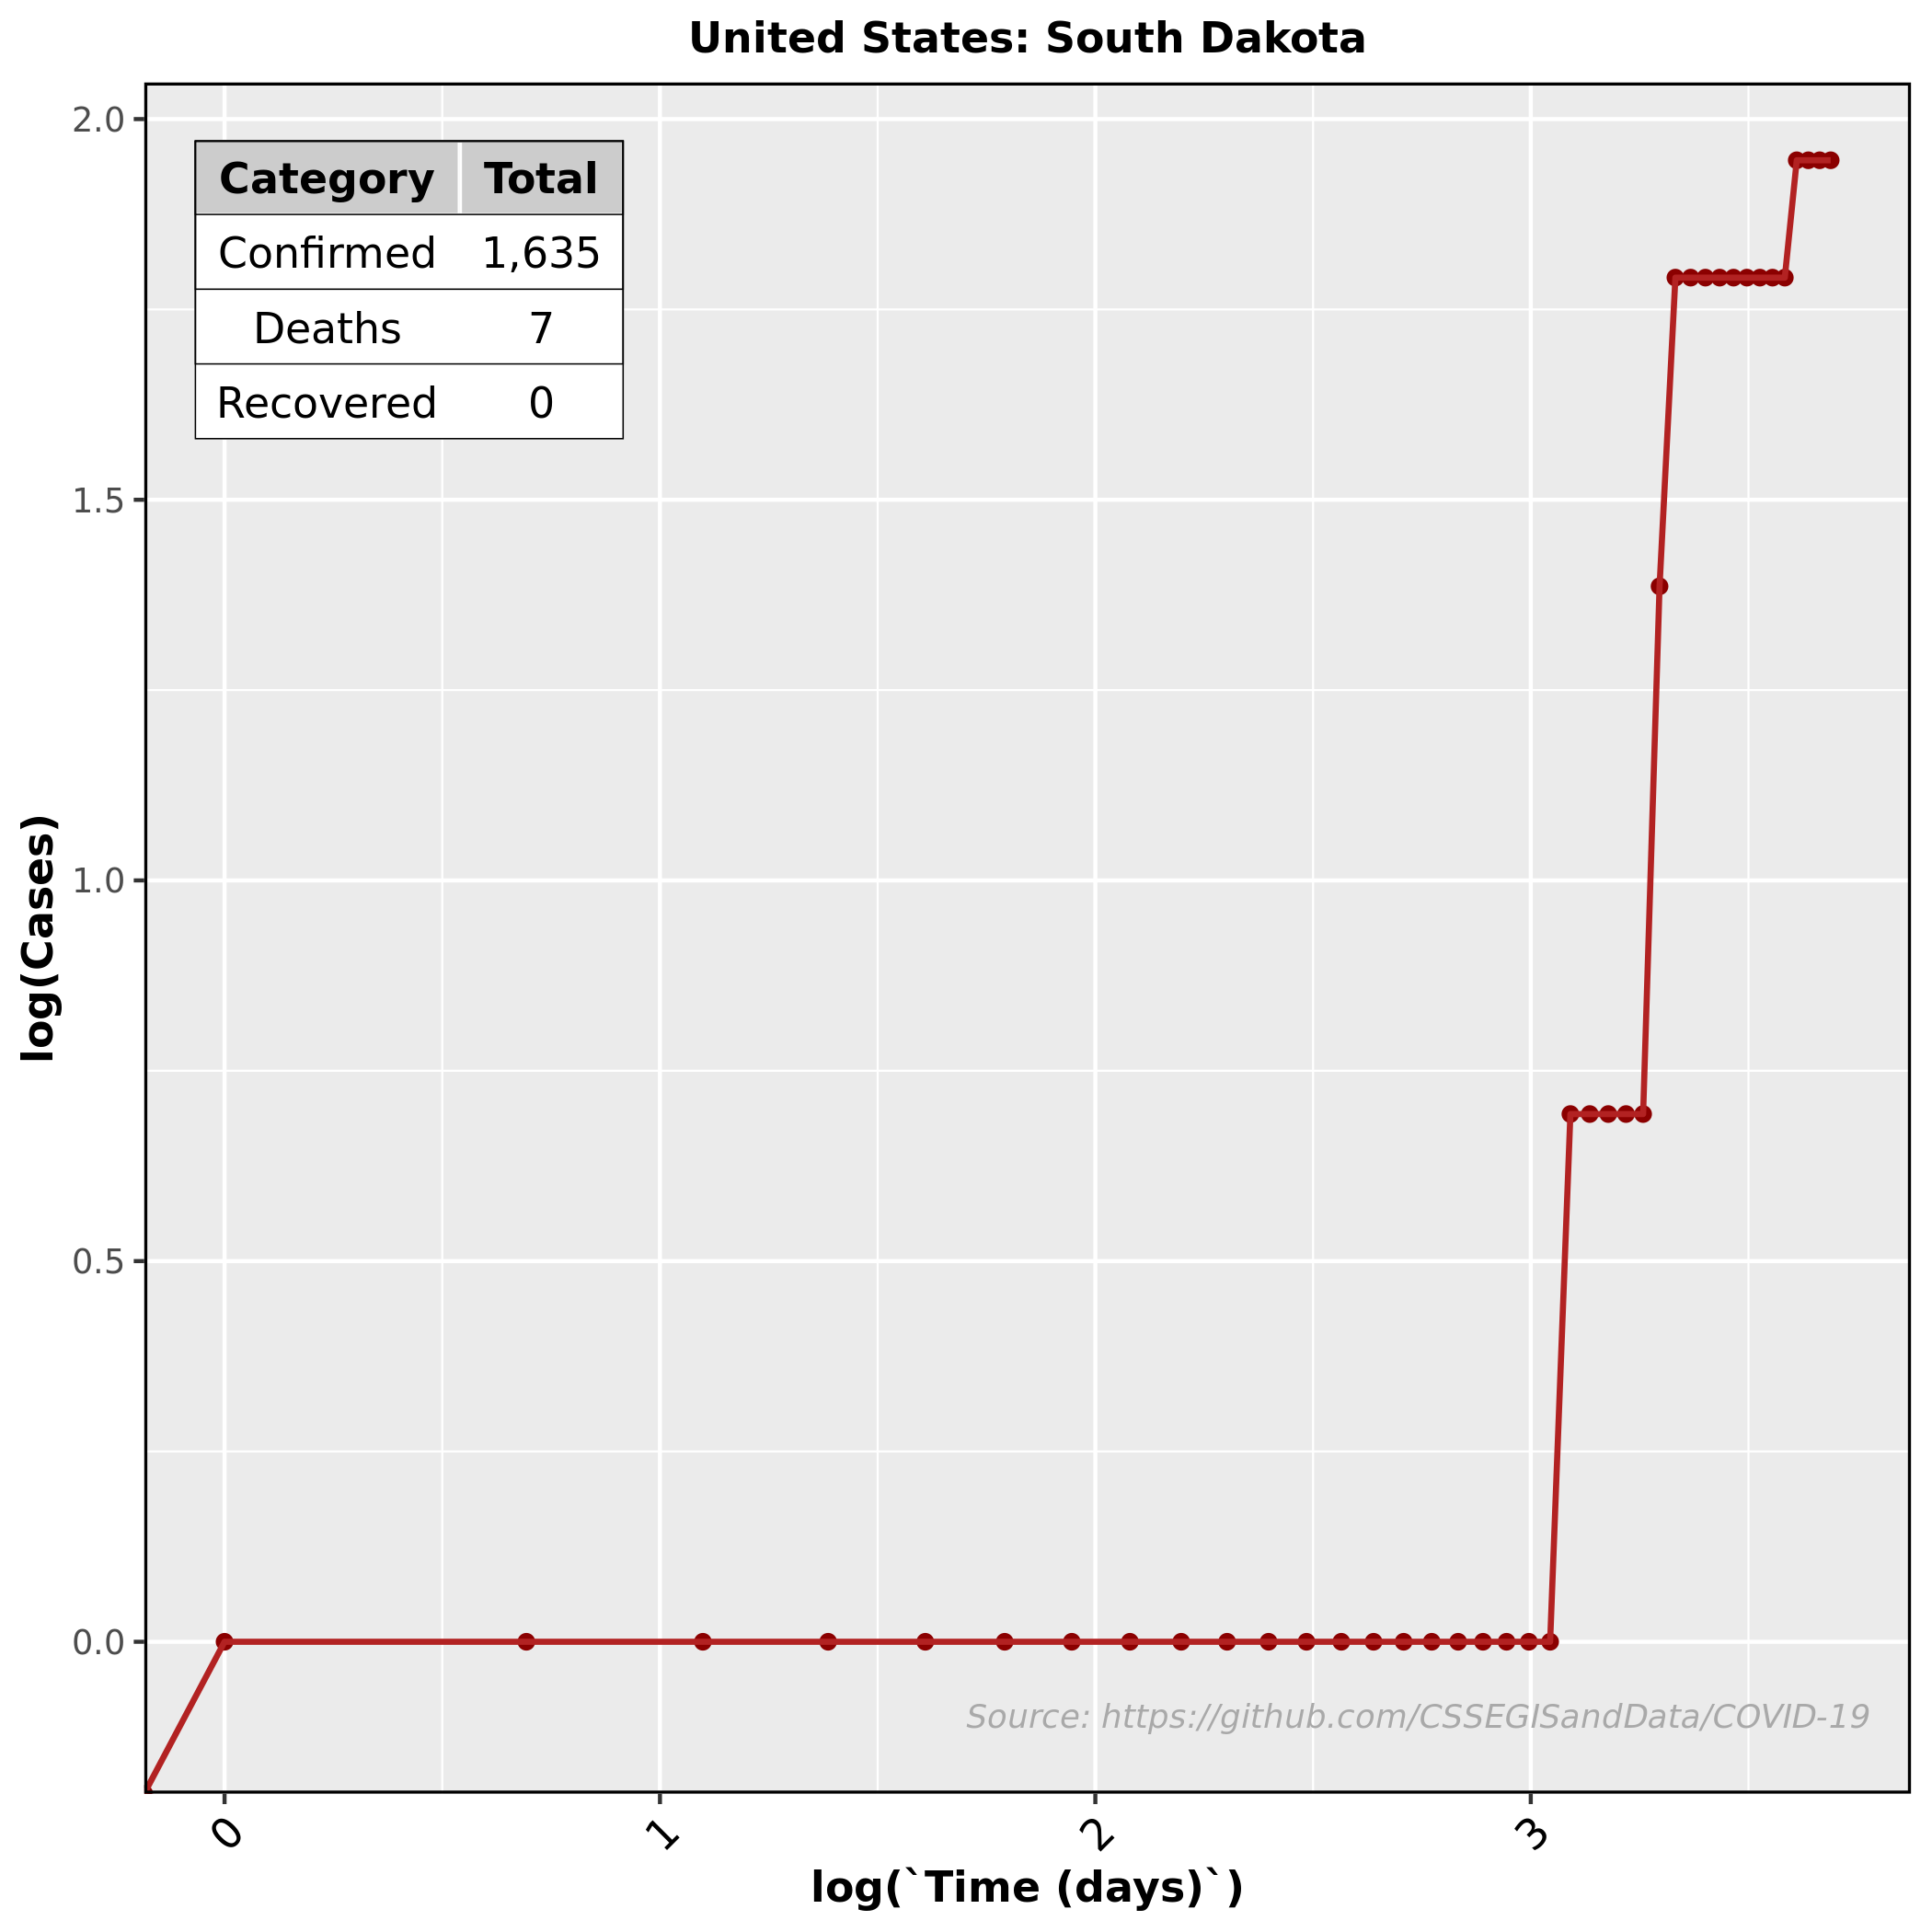 United States: South Dakota
2.0
1.5
1.0
0.5
0.0
log(Cases)
Category Total
Confirmed 1,635
Deaths 7
Recovered 0
Source: https://github.com/CSSEGISandData/COVID-19
0 1 2 3
log(`Time (days)`)